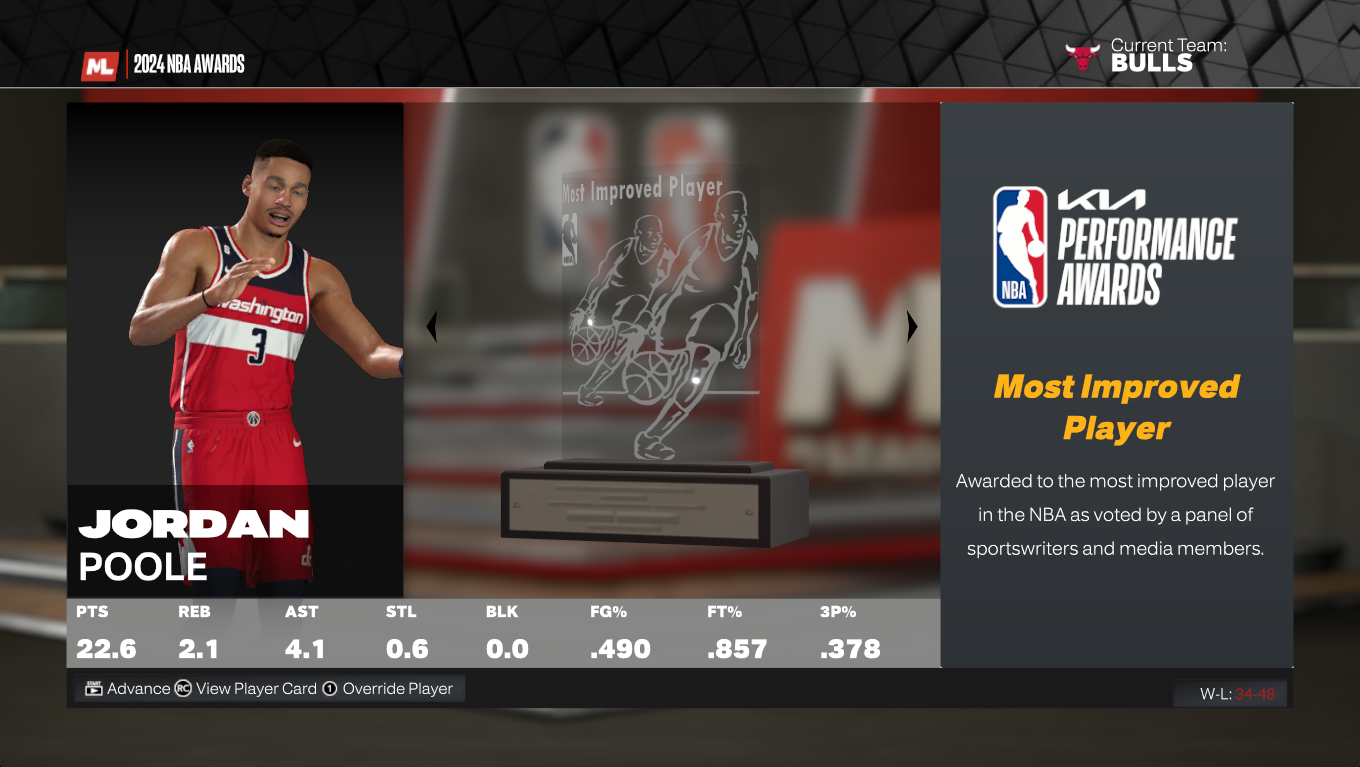 ML
2024 NBA AWARDS
Current Team:
BULLS
Most Improved Player
NBA
Washington
3
JORDAN
POOLE
PTS REB AST STL BLK FG% FT% 3P%
22.6 2.1 4.1 0.6 0.0 .490 .857 .378
KIA
NBA
PERFORMANCE
AWARDS
Most Improved
Player
Awarded to the most improved player
in the NBA as voted by a panel of
sportswriters and media members.
START Advance RC View Player Card 1 Override Player
W-L: 34-48